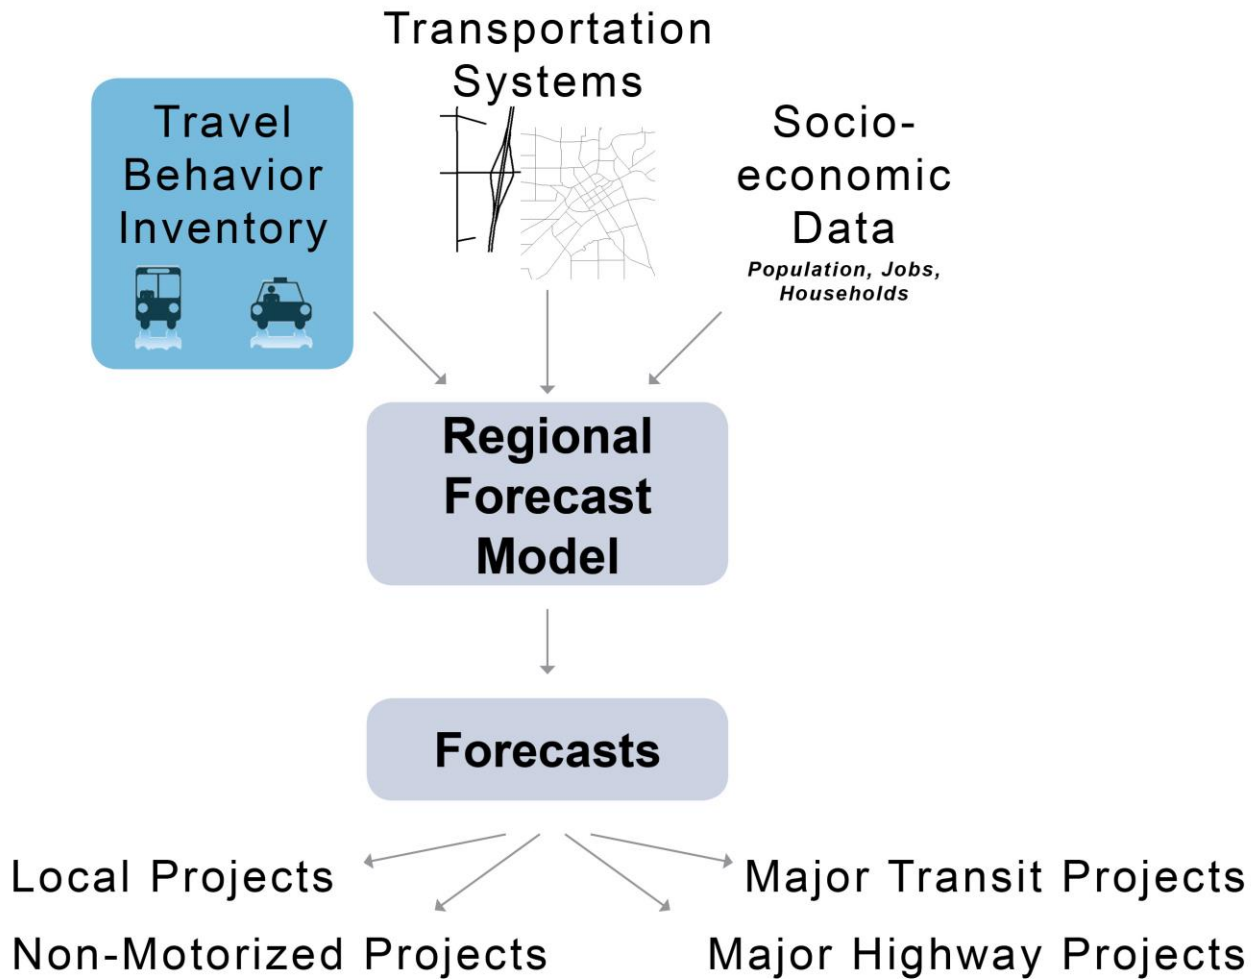 Transportation
Systems
Travel
Behavior
Inventory
Socio-
economic
Data
Population, Jobs,
Households
Regional
Forecast
Model
Forecasts
Local Projects
Non-Motorized Projects
Major Transit Projects
Major Highway Projects